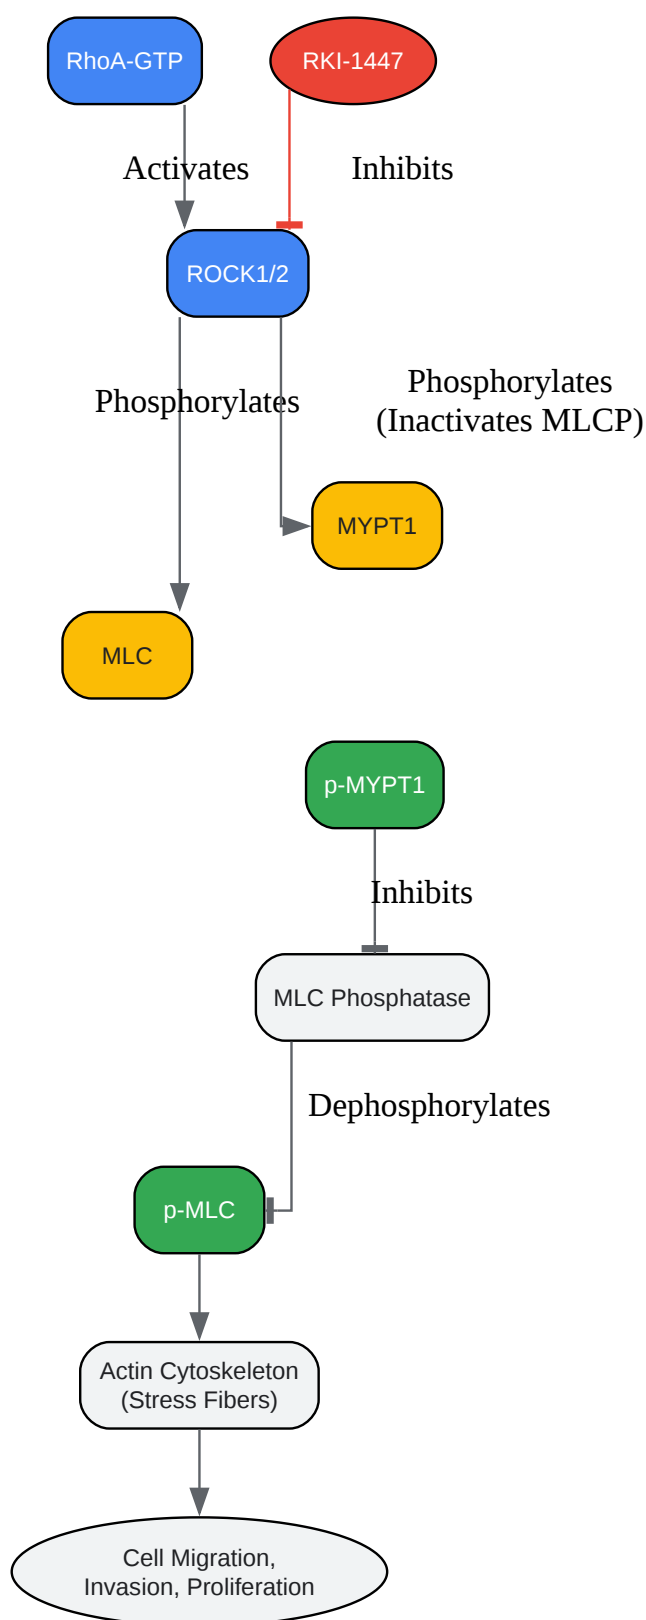 RhoA-GTP
RKI-1447
Activates
Inhibits
ROCK1/2
Phosphorylates
Phosphorylates
(Inactivates MLCP)
MYPT1
MLC
p-MYPT1
Inhibits
MLC Phosphatase
Dephosphorylates
p-MLC
Actin Cytoskeleton
(Stress Fibers)
Cell Migration,
Invasion, Proliferation